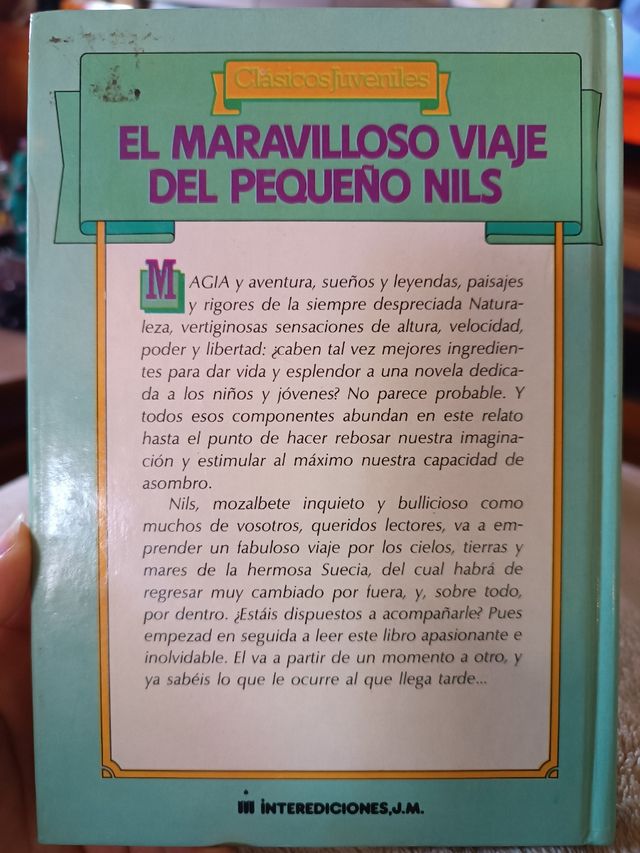 Clásicos Juveniles
EL MARAVILLOSO VIAJE
DEL PEQUEÑO NILS
MAGIA y aventura, sueños y leyendas, paisajes
y rigores de la siempre despreciada Natura-
leza, vertiginosas sensaciones de altura, velocidad,
poder y libertad: ¿caben tal vez mejores ingredien-
tes para dar vida y esplendor a una novela dedica-
da a los niños y jóvenes? No parece probable. Y
todos esos componentes abundan en este relato
hasta el punto de hacer rebosar nuestra imagina-
ción y estimular al máximo nuestra capacidad de
asombro.
Nils, mozalbete inquieto y bullicioso como
muchos de vosotros, queridos lectores, va a em-
prender un fabuloso viaje por los cielos, tierras y
mares de la hermosa Suecia, del cual habrá de
regresar muy cambiado por fuera, y, sobre todo,
por dentro. ¿Estáis dispuestos a acompañarle? Pues
empezad en seguida a leer este libro apasionante e
inolvidable. El va a partir de un momento a otro, y
ya sabéis lo que le ocurre al que llega tarde...
INTEREDICIONES, J.M.